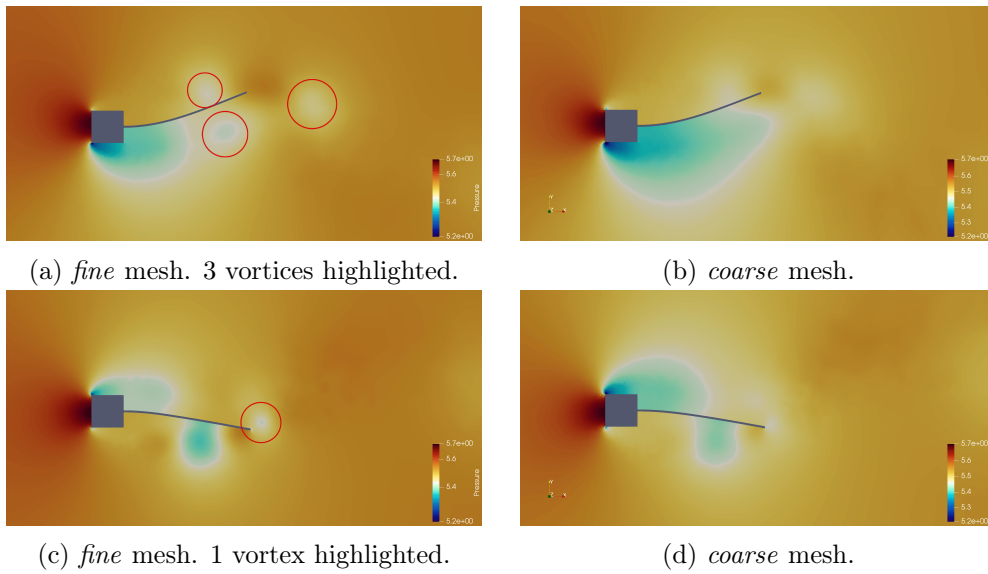 5.7e+00
5.6
5.4
5.2e+00
Pressure
5.7e+00
5.6
5.5
5.4
5.3
5.2e+00
(a) fine mesh. 3 vortices highlighted.
(b) coarse mesh.
5.7e+00
5.6
5.4
5.2e+00
Pressure
5.7e+00
5.6
5.5
5.4
5.3
5.2e+00
(c) fine mesh. 1 vortex highlighted.
(d) coarse mesh.